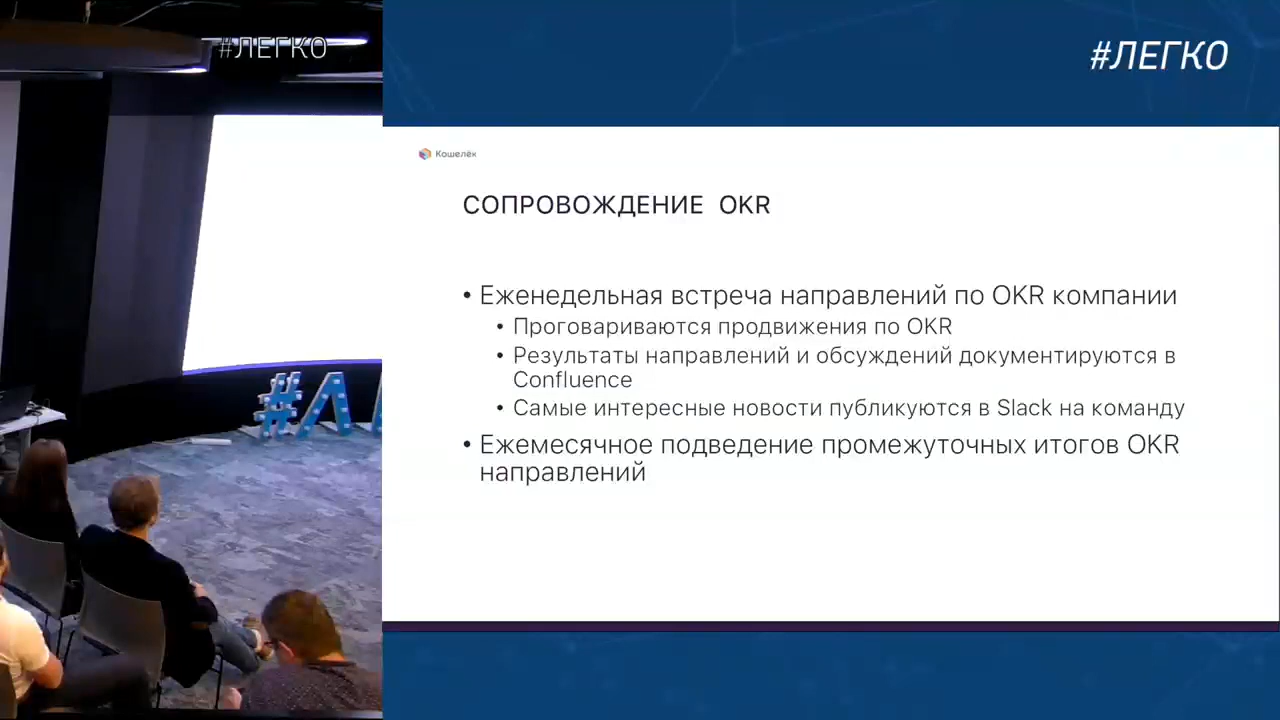 #ЛЕГКО
#ЛЕГКО
Кошелёк
СОПРОВОЖДЕНИЕ OKR
• Еженедельная встреча направлений по OKR компании
• Проговариваются продвижения по OKR
• Результаты направлений и обсуждений документируются в
Confluence
• Самые интересные новости публикуются в Slack на команду
• Ежемесячное подведение промежуточных итогов OKR
направлений
#Л